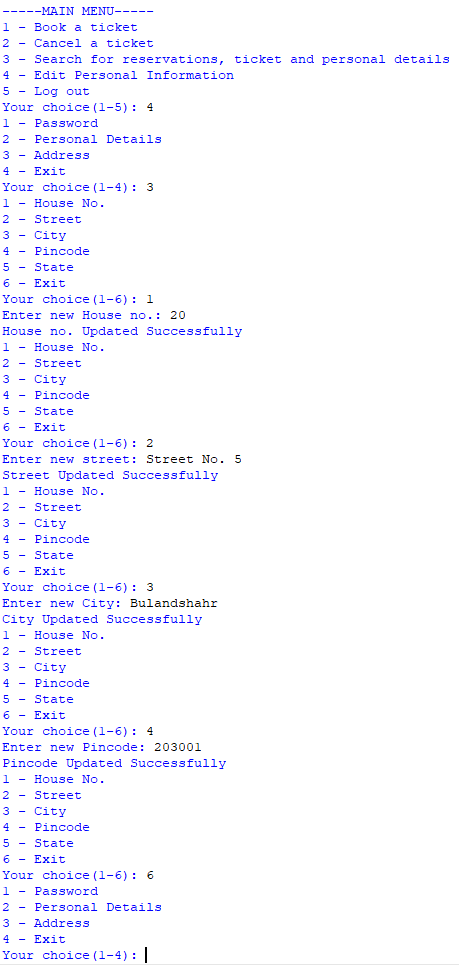 -----MAIN MENU-----
1 - Book a ticket
2 - Cancel a ticket
3 - Search for reservations, ticket and personal details
4 - Edit Personal Information
5 - Log out
Your choice(1-5): 4
1 - Password
2 - Personal Details
3 - Address
4 - Exit
Your choice(1-4): 3
1 - House No.
2 - Street
3 - City
4 - Pincode
5 - State
6 - Exit
Your choice(1-6): 1
Enter new House no.: 20
House no. Updated Successfully
1 - House No.
2 - Street
3 - City
4 - Pincode
5 - State
6 - Exit
Your choice(1-6): 2
Enter new street: Street No. 5
Street Updated Successfully
1 - House No.
2 - Street
3 - City
4 - Pincode
5 - State
6 - Exit
Your choice(1-6): 3
Enter new City: Bulandshahr
City Updated Successfully
1 - House No.
2 - Street
3 - City
4 - Pincode
5 - State
6 - Exit
Your choice(1-6): 4
Enter new Pincode: 203001
Pincode Updated Successfully
1 - House No.
2 - Street
3 - City
4 - Pincode
5 - State
6 - Exit
Your choice(1-6): 6
1 - Password
2 - Personal Details
3 - Address
4 - Exit
Your choice(1-4):